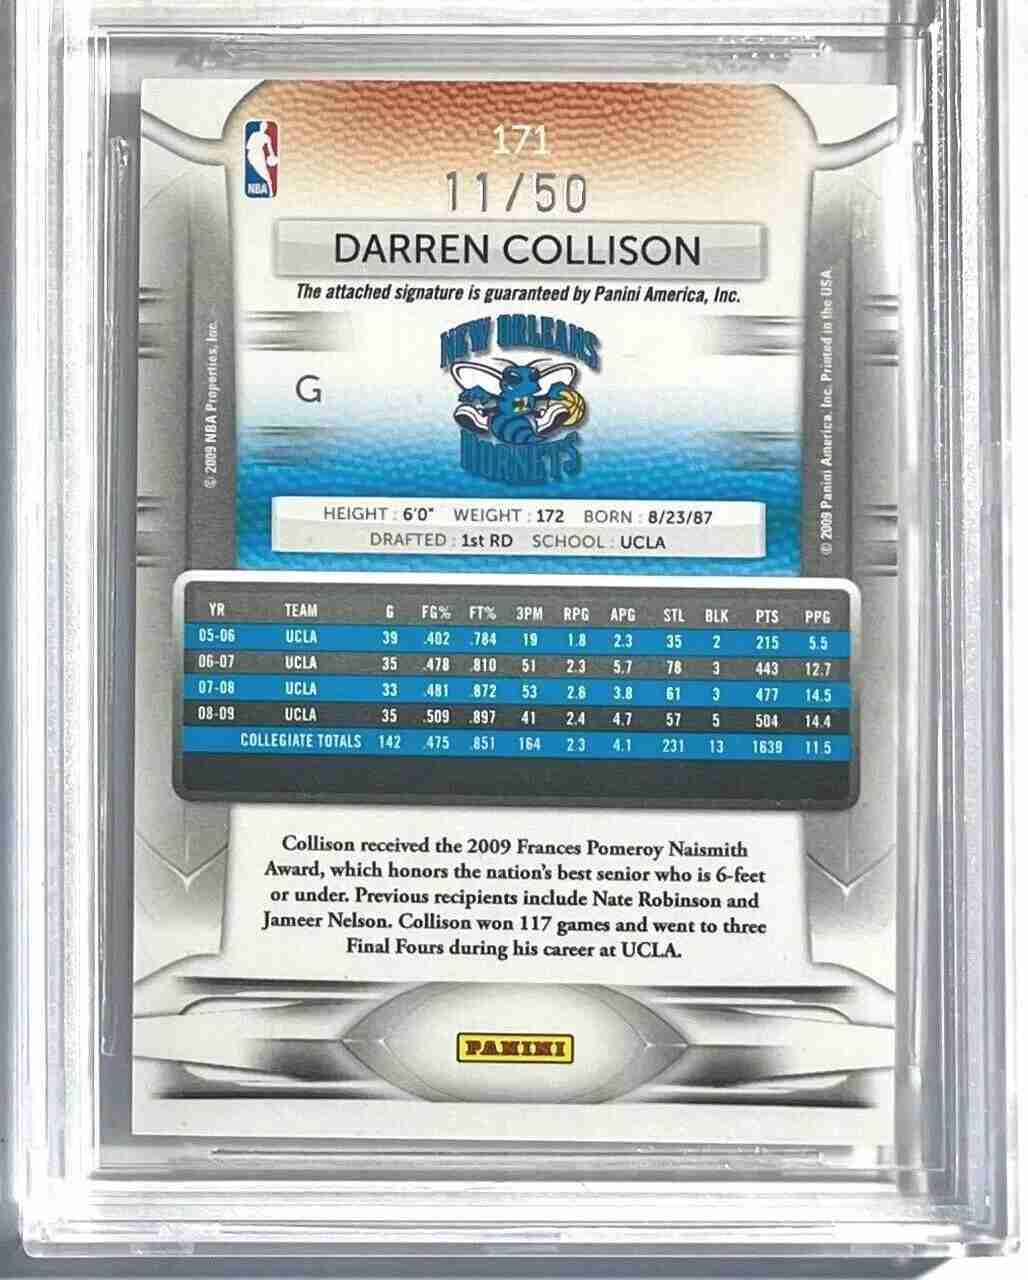 171
NBA
11/50
DARREN COLLISON
The attached signature is guaranteed by Panini America, Inc.
NEW ORLEANS
HORNETS
G
© 2009 NBA Properties, Inc.
© 2009 Panini America, Inc. Printed in the USA.
HEIGHT : 6'0" WEIGHT : 172 BORN : 8/23/87
DRAFTED : 1st RD SCHOOL : UCLA
YR TEAM G FG% FT% 3PM RPG APG STL BLK PTS PPG
05-06 UCLA 39 .402 .784 19 1.8 2.3 35 2 215 5.5
06-07 UCLA 35 .478 .810 51 2.3 5.7 78 3 443 12.7
07-08 UCLA 33 .481 .872 53 2.6 3.8 61 3 477 14.5
08-09 UCLA 35 .509 .897 41 2.4 4.7 57 5 504 14.4
COLLEGIATE TOTALS 142 .475 .851 164 2.3 4.1 231 13 1639 11.5
Collison received the 2009 Frances Pomeroy Naismith
Award, which honors the nation's best senior who is 6-feet
or under. Previous recipients include Nate Robinson and
Jameer Nelson. Collison won 117 games and went to three
Final Fours during his career at UCLA.
PANINI